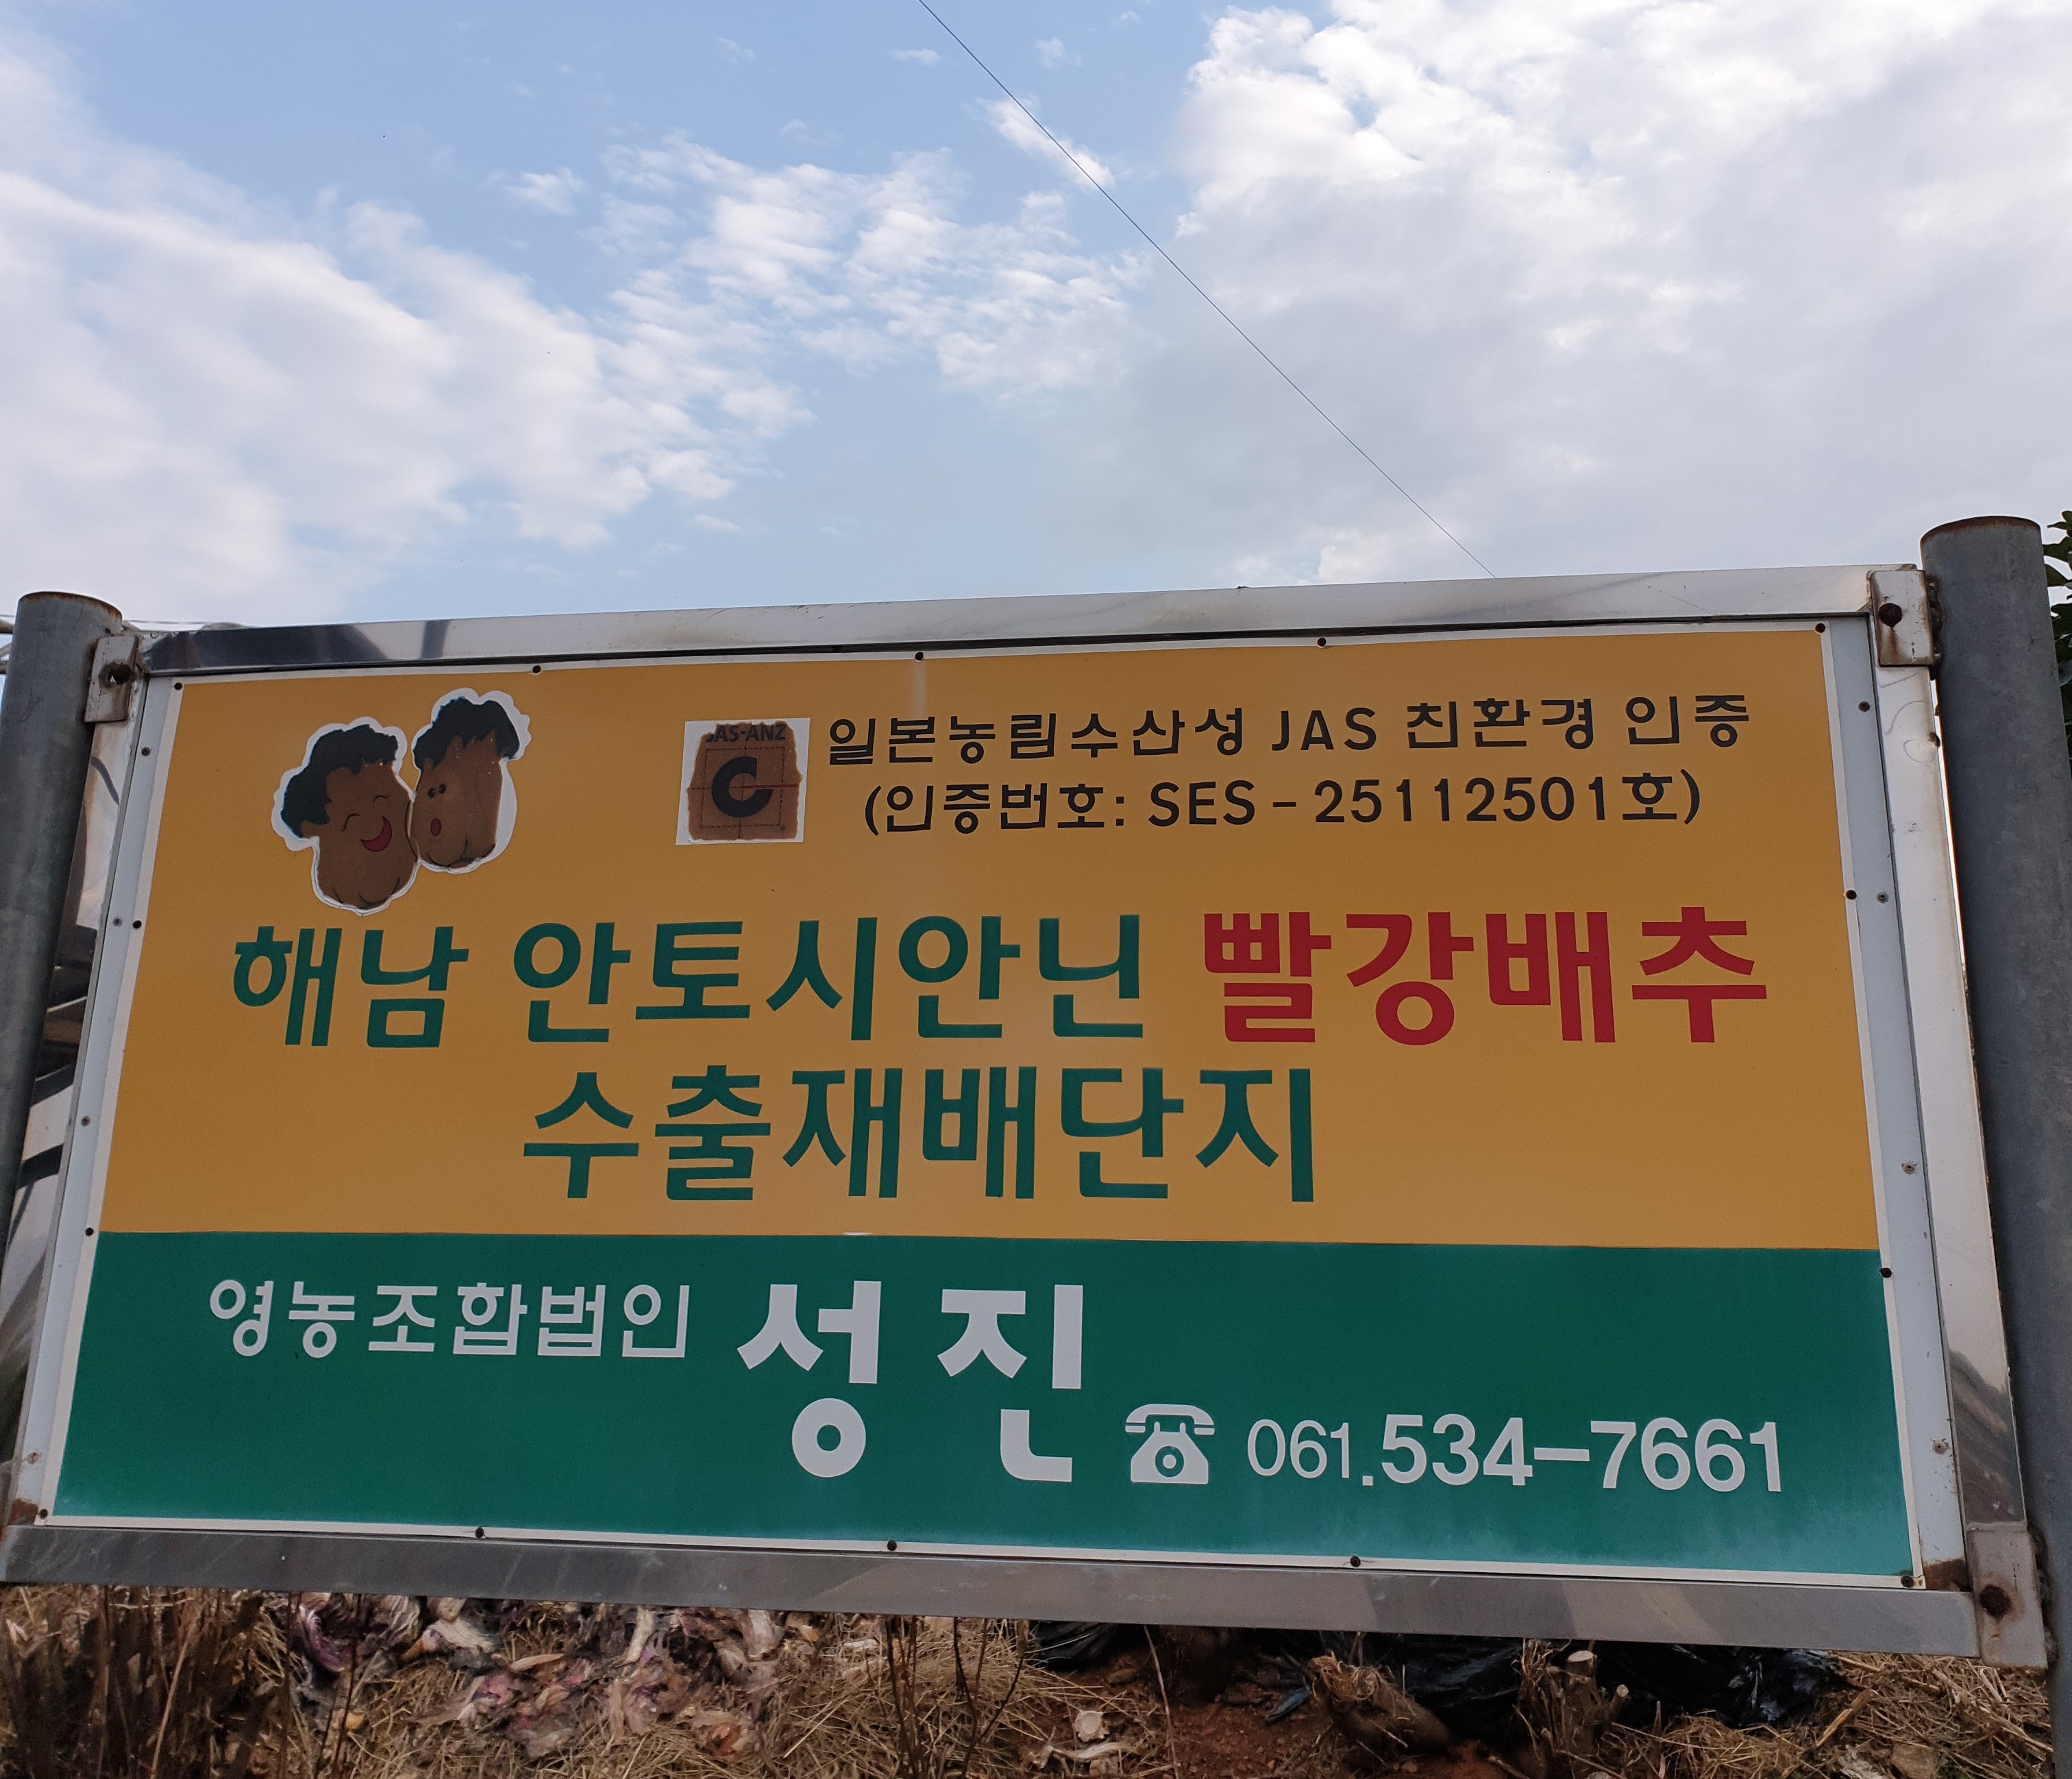 JAS-ANZ
C
일본농림수산성 JAS 친환경 인증
(인증번호: SES-25112501호)
해남 안토시안닌 빨강배추
수출재배단지
영농조합법인 성진 ☎ 061.534-7661